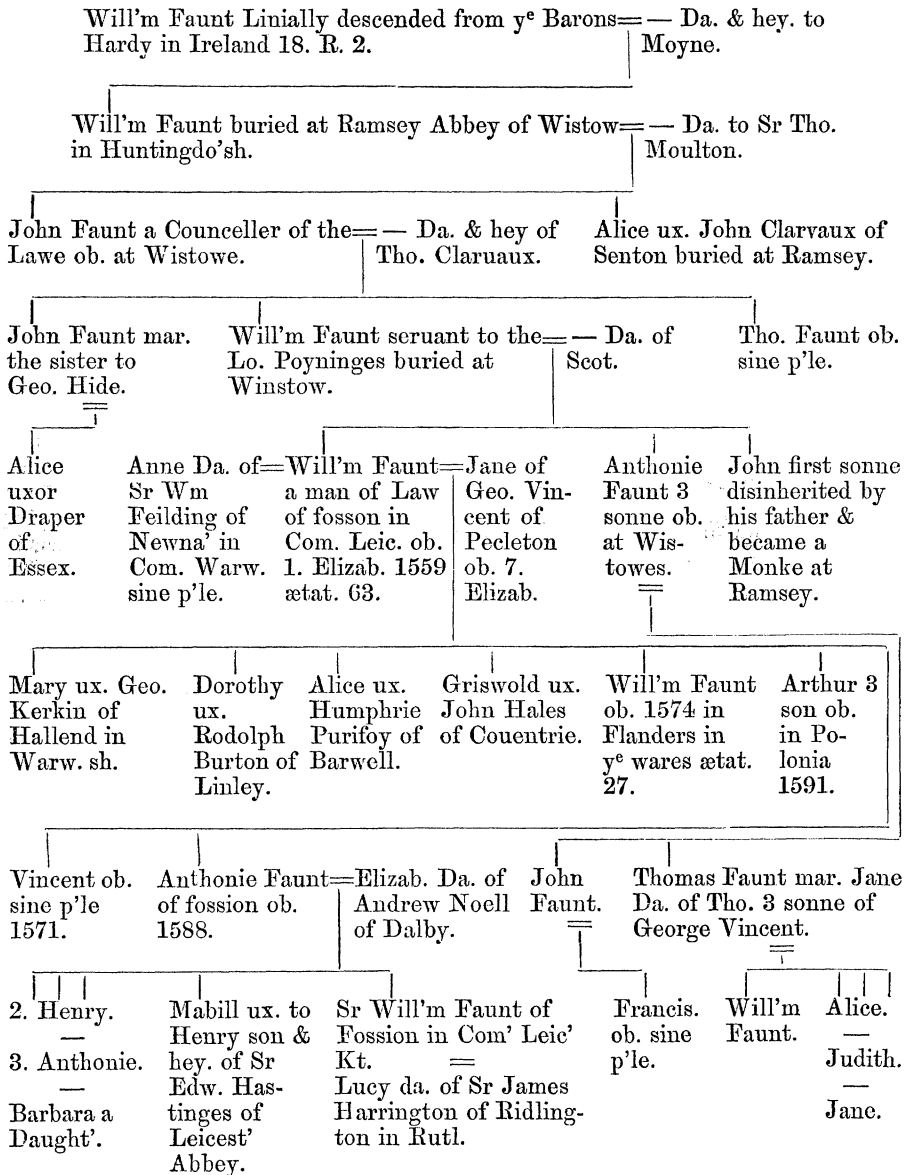 Will'm Faunt Linially descended from yᵉ Barons=— Da. & hey. to
Hardy in Ireland 18. R. 2. Moyne.
Will'm Faunt buried at Ramsey Abbey of Wistow=— Da. to Sr Tho.
in Huntingdo'sh. Moulton.
John Faunt a Counceller of the=— Da. & hey of
Lawe ob. at Wistowe. Tho. Claruaux.
Alice ux. John Clarvaux of
Senton buried at Ramsey.
John Faunt mar.
the sister to
Geo. Hide.
=
Will'm Faunt seruant to the=— Da. of
Lo. Poyninges buried at Scot.
Winstow.
Tho. Faunt ob.
sine p'le.
Alice
uxor
Draper
of
Essex.
Anne Da. of=
Sr Wm
Feilding of
Newna' in
Com. Warw.
sine p'le.
Will'm Faunt=
a man of Law
of fosson in
Com. Leic. ob.
1. Elizab. 1559
ætat. 63.
Jane of
Geo. Vin-
cent of
Pecleton
ob. 7.
Elizab.
Anthonie
Faunt 3
sonne ob.
at Wis-
towes.
=
John first sonne
disinherited by
his father &
became a
Monke at
Ramsey.
Mary ux. Geo.
Kerkin of
Hallend in
Warw. sh.
Dorothy
ux.
Rodolph
Burton of
Linley.
Alice ux.
Humphrie
Purifoy of
Barwell.
Griswold ux.
John Hales
of Couentrie.
Will'm Faunt
ob. 1574 in
Flanders in
yᵉ wares ætat.
27.
Arthur 3
son ob.
in Po-
lonia
1591.
Vincent ob.
sine p'le
1571.
Anthonie Faunt=
of fossion ob.
1588.
Elizab. Da. of
Andrew Noell
of Dalby.
John
Faunt.
=
Thomas Faunt mar. Jane
Da. of Tho. 3 sonne of
George Vincent.
=
2. Henry.
—
3. Anthonie.
—
Barbara a
Daught'.
Mabill ux. to
Henry son &
hey. of Sr
Edw. Has-
tinges of
Leicest'
Abbey.
Sr Will'm Faunt of
Fossion in Com' Leic'
Kt. =
Lucy da. of Sr James
Harrington of Ridling-
ton in Rutl.
Francis.
ob. sine
p'le.
Will'm
Faunt.
Alice.
—
Judith.
—
Jane.